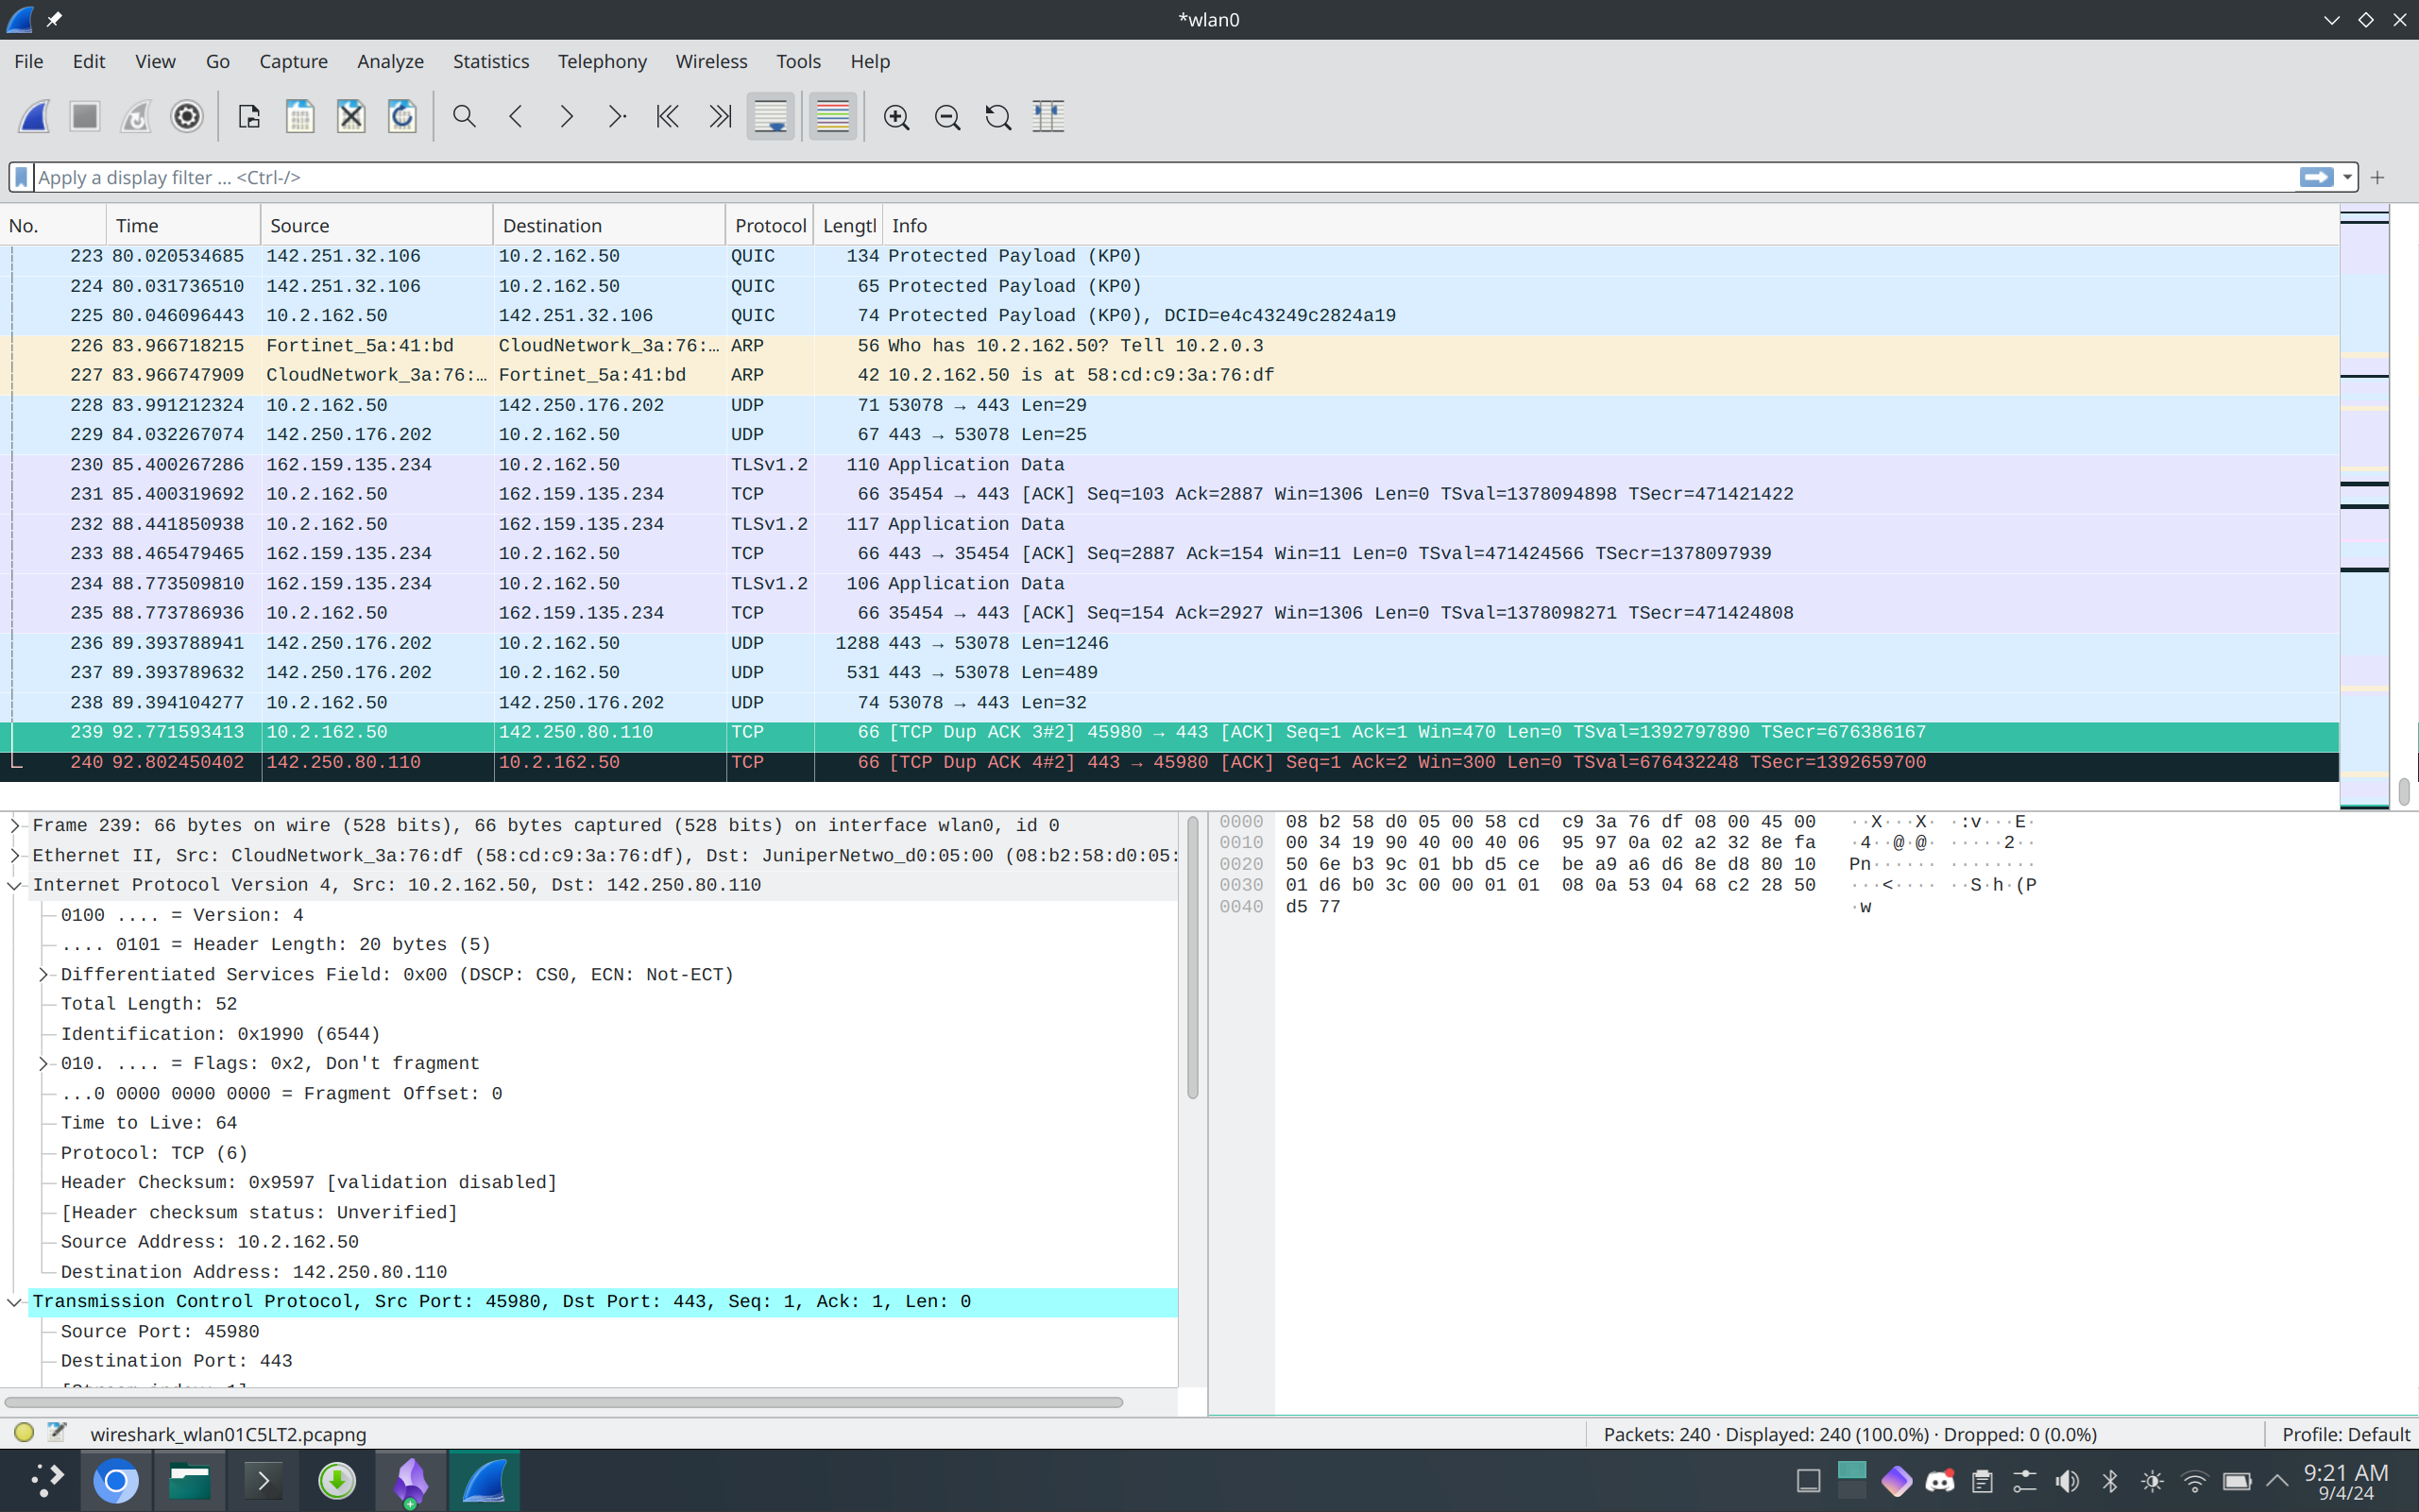 *wlan0
File Edit View Go Capture Analyze Statistics Telephony Wireless Tools Help
Apply a display filter ... <Ctrl-/>
No. Time Source Destination Protocol Lengtl Info
223 80.020534685 142.251.32.106 10.2.162.50 QUIC 134 Protected Payload (KP0)
224 80.031736510 142.251.32.106 10.2.162.50 QUIC 65 Protected Payload (KP0)
225 80.046096443 10.2.162.50 142.251.32.106 QUIC 74 Protected Payload (KP0), DCID=e4c43249c2824a19
226 83.966718215 Fortinet_5a:41:bd CloudNetwork_3a:76:… ARP 56 Who has 10.2.162.50? Tell 10.2.0.3
227 83.966747909 CloudNetwork_3a:76:… Fortinet_5a:41:bd ARP 42 10.2.162.50 is at 58:cd:c9:3a:76:df
228 83.991212324 10.2.162.50 142.250.176.202 UDP 71 53078 → 443 Len=29
229 84.032267074 142.250.176.202 10.2.162.50 UDP 67 443 → 53078 Len=25
230 85.400267286 162.159.135.234 10.2.162.50 TLSv1.2 110 Application Data
231 85.400319692 10.2.162.50 162.159.135.234 TCP 66 35454 → 443 [ACK] Seq=103 Ack=2887 Win=1306 Len=0 TSval=1378094898 TSecr=471421422
232 88.441850938 10.2.162.50 162.159.135.234 TLSv1.2 117 Application Data
233 88.465479465 162.159.135.234 10.2.162.50 TCP 66 443 → 35454 [ACK] Seq=2887 Ack=154 Win=11 Len=0 TSval=471424566 TSecr=1378097939
234 88.773509810 162.159.135.234 10.2.162.50 TLSv1.2 106 Application Data
235 88.773786936 10.2.162.50 162.159.135.234 TCP 66 35454 → 443 [ACK] Seq=154 Ack=2927 Win=1306 Len=0 TSval=1378098271 TSecr=471424808
236 89.393788941 142.250.176.202 10.2.162.50 UDP 1288 443 → 53078 Len=1246
237 89.393789632 142.250.176.202 10.2.162.50 UDP 531 443 → 53078 Len=489
238 89.394104277 10.2.162.50 142.250.176.202 UDP 74 53078 → 443 Len=32
239 92.771593413 10.2.162.50 142.250.80.110 TCP 66 [TCP Dup ACK 3#2] 45980 → 443 [ACK] Seq=1 Ack=1 Win=470 Len=0 TSval=1392797890 TSecr=676386167
240 92.802450402 142.250.80.110 10.2.162.50 TCP 66 [TCP Dup ACK 4#2] 443 → 45980 [ACK] Seq=1 Ack=2 Win=300 Len=0 TSval=676432248 TSecr=1392659700
Frame 239: 66 bytes on wire (528 bits), 66 bytes captured (528 bits) on interface wlan0, id 0
Ethernet II, Src: CloudNetwork_3a:76:df (58:cd:c9:3a:76:df), Dst: JuniperNetwo_d0:05:00 (08:b2:58:d0:05:
Internet Protocol Version 4, Src: 10.2.162.50, Dst: 142.250.80.110
0100 .... = Version: 4
.... 0101 = Header Length: 20 bytes (5)
Differentiated Services Field: 0x00 (DSCP: CS0, ECN: Not-ECT)
Total Length: 52
Identification: 0x1990 (6544)
010. .... = Flags: 0x2, Don't fragment
...0 0000 0000 0000 = Fragment Offset: 0
Time to Live: 64
Protocol: TCP (6)
Header Checksum: 0x9597 [validation disabled]
[Header checksum status: Unverified]
Source Address: 10.2.162.50
Destination Address: 142.250.80.110
Transmission Control Protocol, Src Port: 45980, Dst Port: 443, Seq: 1, Ack: 1, Len: 0
Source Port: 45980
Destination Port: 443
0000 08 b2 58 d0 05 00 58 cd c9 3a 76 df 08 00 45 00 ··X···X· ·:v···E·
0010 00 34 19 90 40 00 40 06 95 97 0a 02 a2 32 8e fa ·4··@·@· ·····2··
0020 50 6e b3 9c 01 bb d5 ce be a9 a6 d6 8e d8 80 10 Pn······ ········
0030 01 d6 b0 3c 00 00 01 01 08 0a 53 04 68 c2 28 50 ···<···· ··S·h·(P
0040 d5 77 ·w
wireshark_wlan01C5LT2.pcapng
Packets: 240 · Displayed: 240 (100.0%) · Dropped: 0 (0.0%)
Profile: Default
9:21 AM
9/4/24